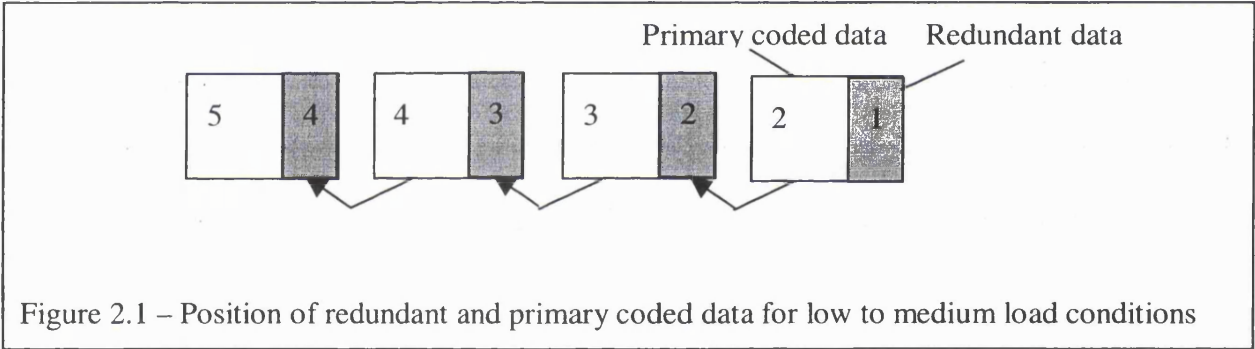 Primary coded data Redundant data
5 4 4 3 3 2 2 1
Figure 2.1 – Position of redundant and primary coded data for low to medium load conditions